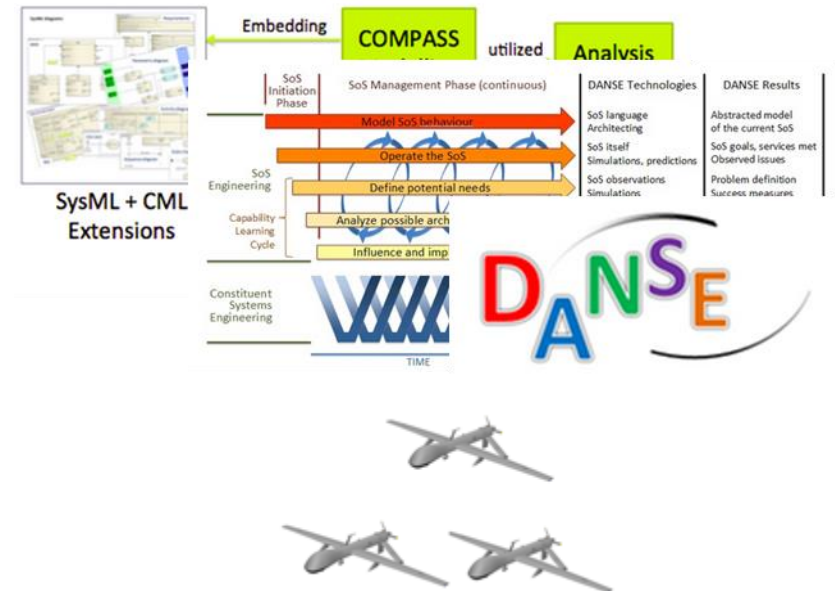 Embedding
COMPASS
utilized
Analysis
SysML + CML
Extensions
SoS
Initiation
Phase
SoS Management Phase (continuous)
DANSE Technologies
DANSE Results
Model SoS behaviour
SoS language
Architecting
Abstracted model
of the current SoS
Operate the SoS
SoS itself
Simulations, predictions
SoS goals, services met
Observed issues
SoS
Engineering
Define potential needs
SoS observations
Simulations
Problem definition
Success measures
Capability
Learning
Cycle
Analyze possible arch
Influence and imp
Constituent
Systems
Engineering
TIME
DANSE